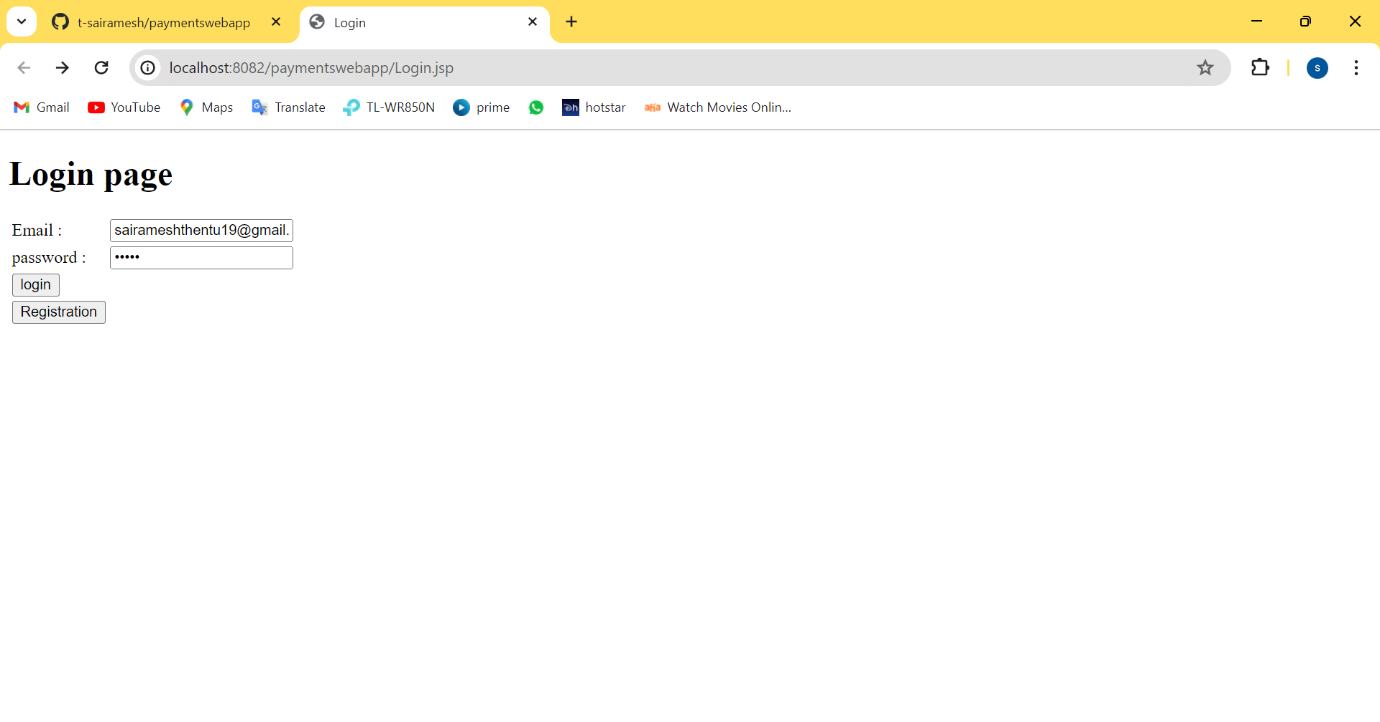 t-sairamesh/paymentswebapp Login
localhost:8082/paymentswebapp/Login.jsp
S
Gmail YouTube Maps Translate TL-WR850N prime hotstar Watch Movies Onlin...
Login page
Email : sairameshthentu19@gmail.
password : •••••
login
Registration